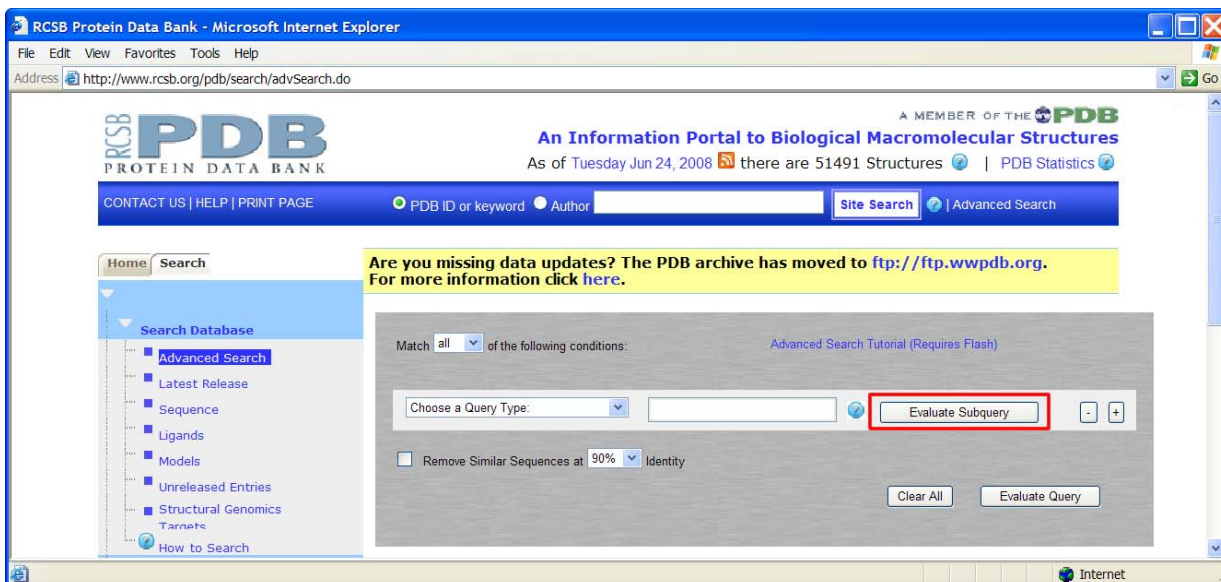 RCSB Protein Data Bank - Microsoft Internet Explorer
File Edit View Favorites Tools Help
Address http://www.rcsb.org/pdb/search/advSearch.do Go
RCSB PDB
PROTEIN DATA BANK
A MEMBER OF THE PDB
An Information Portal to Biological Macromolecular Structures
As of Tuesday Jun 24, 2008 there are 51491 Structures | PDB Statistics
CONTACT US | HELP | PRINT PAGE PDB ID or keyword Author Site Search | Advanced Search
Home Search
Are you missing data updates? The PDB archive has moved to ftp://ftp.wwpdb.org.
For more information click here.
Search Database
Advanced Search
Latest Release
Sequence
Ligands
Models
Unreleased Entries
Structural Genomics
Targets
How to Search
Match all of the following conditions: Advanced Search Tutorial (Requires Flash)
Choose a Query Type: Evaluate Subquery - +
Remove Similar Sequences at 90% Identity
Clear All Evaluate Query
Internet